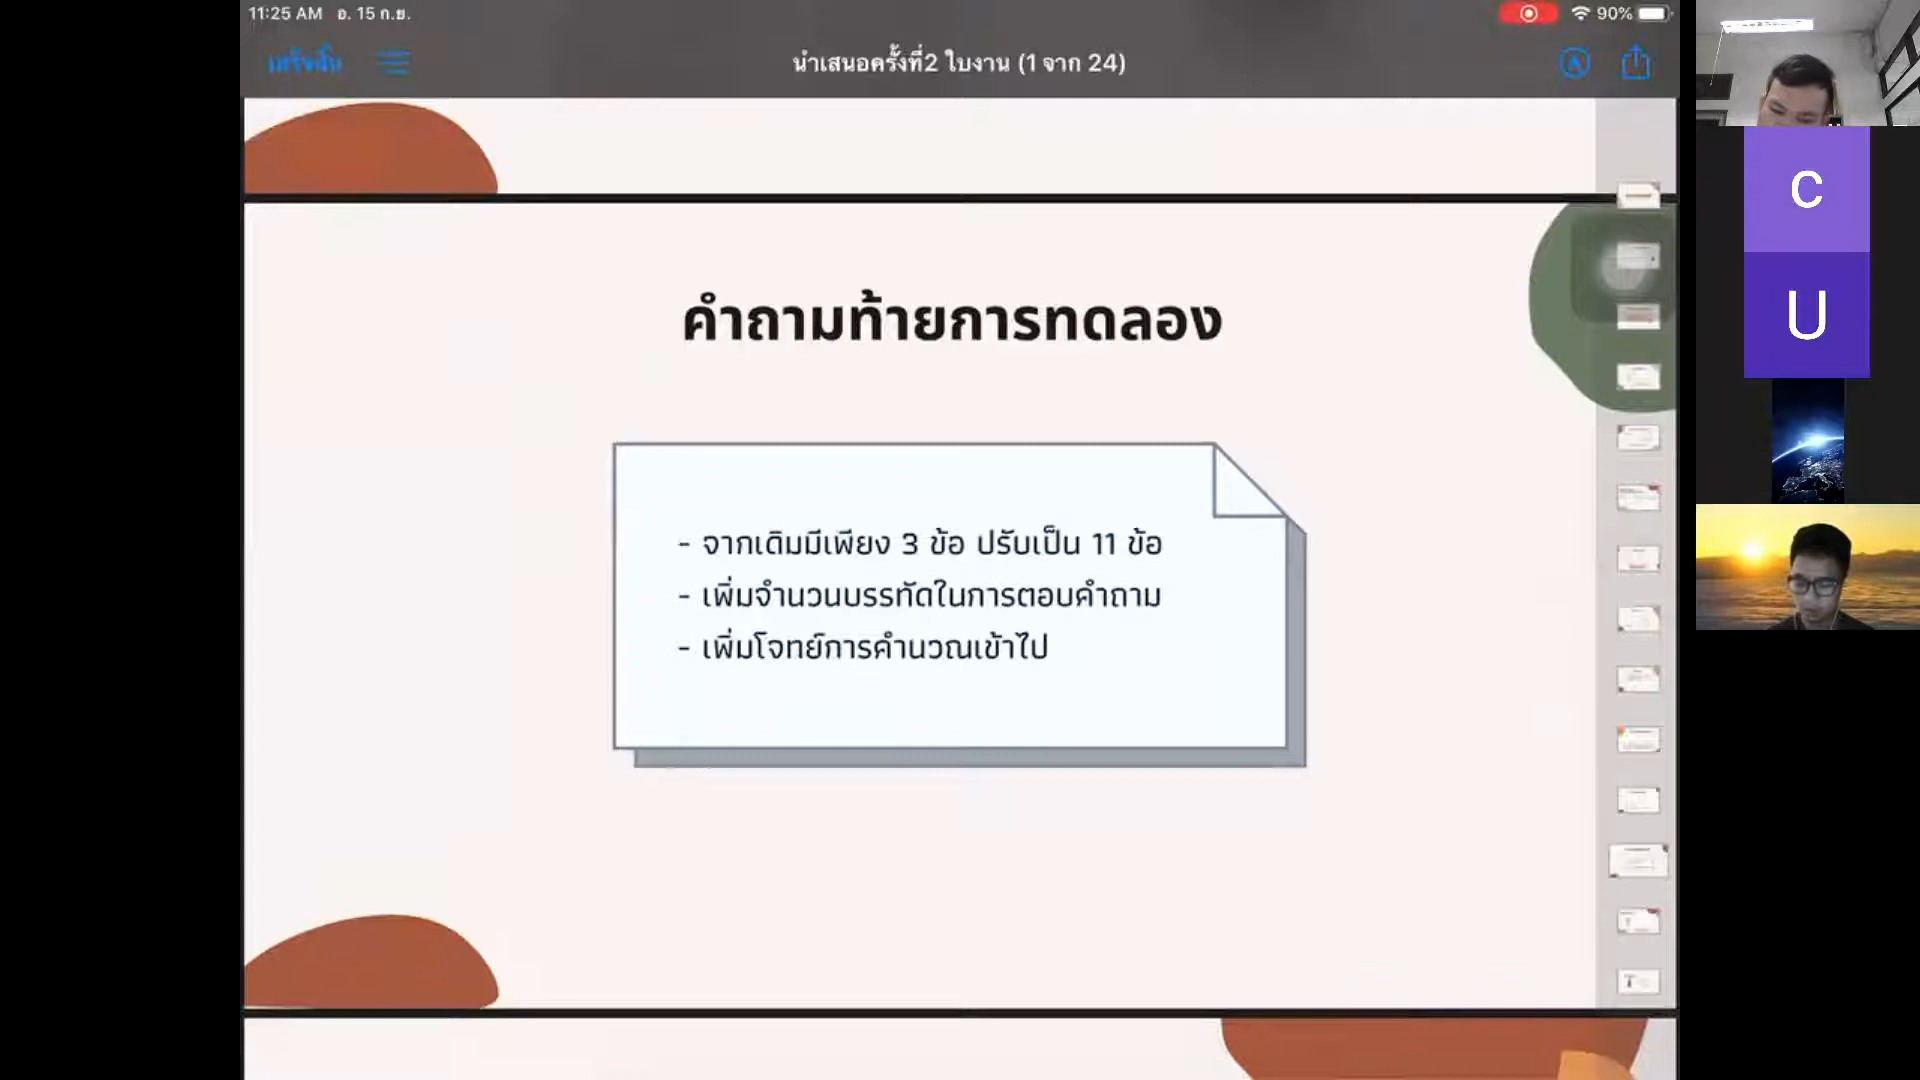 11:25 AM อ. 15 ก.ย.
90%
เสร็จสิ้น
นำเสนอครั้งที่2 ใบงาน (1 จาก 24)
คำถามท้ายการทดลอง
- จากเดิมมีเพียง 3 ข้อ ปรับเป็น 11 ข้อ
- เพิ่มจำนวนบรรทัดในการตอบคำถาม
- เพิ่มโจทย์การคำนวณเข้าไป
C
U